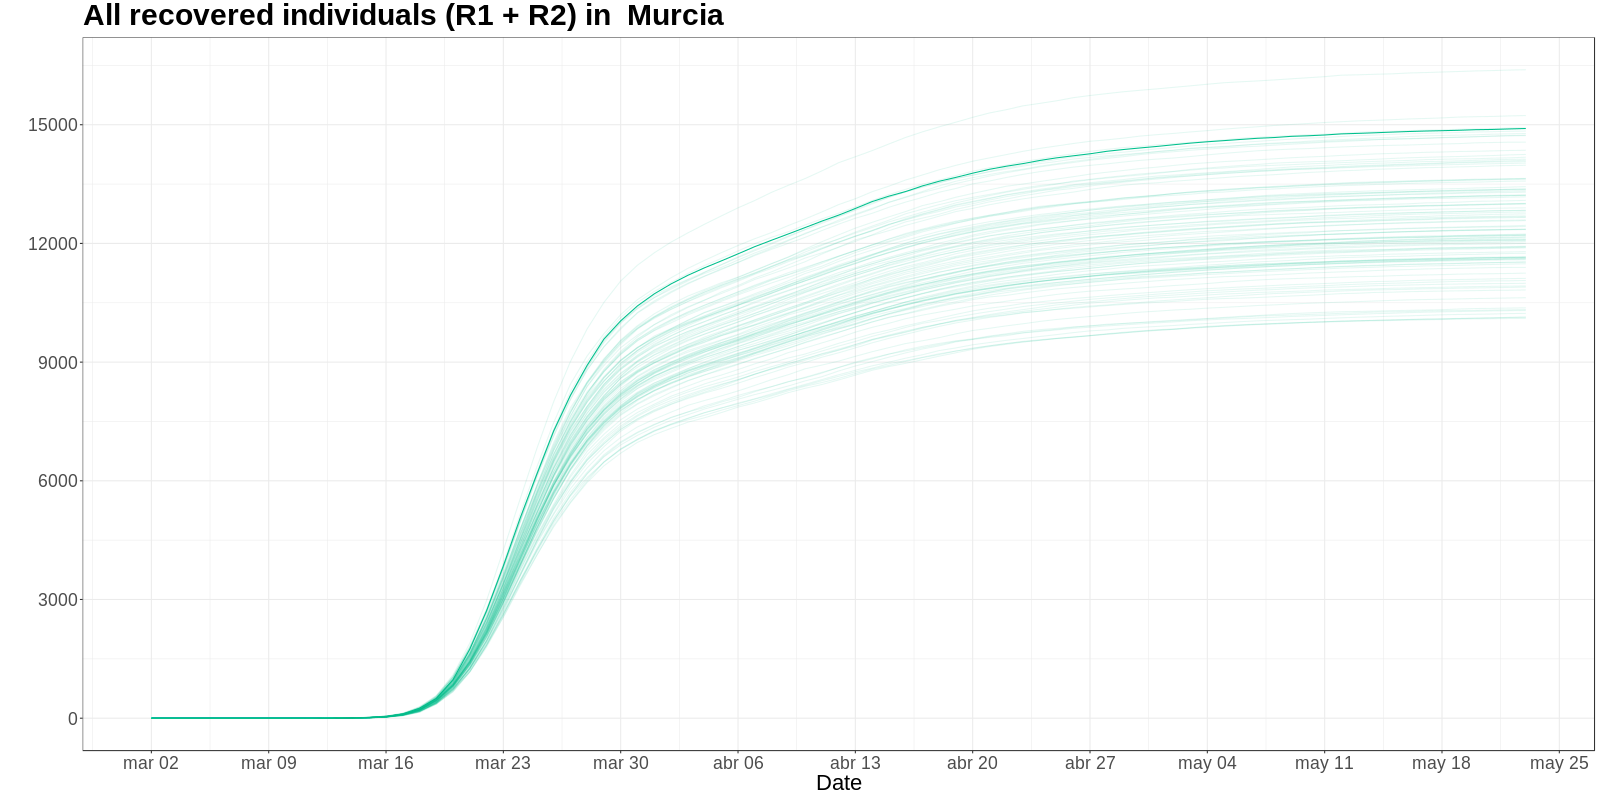 All recovered individuals (R1 + R2) in  Murcia
15000
12000
9000
6000
3000
0
mar 02 mar 09 mar 16 mar 23 mar 30 abr 06 abr 13 abr 20 abr 27 may 04 may 11 may 18 may 25
Date